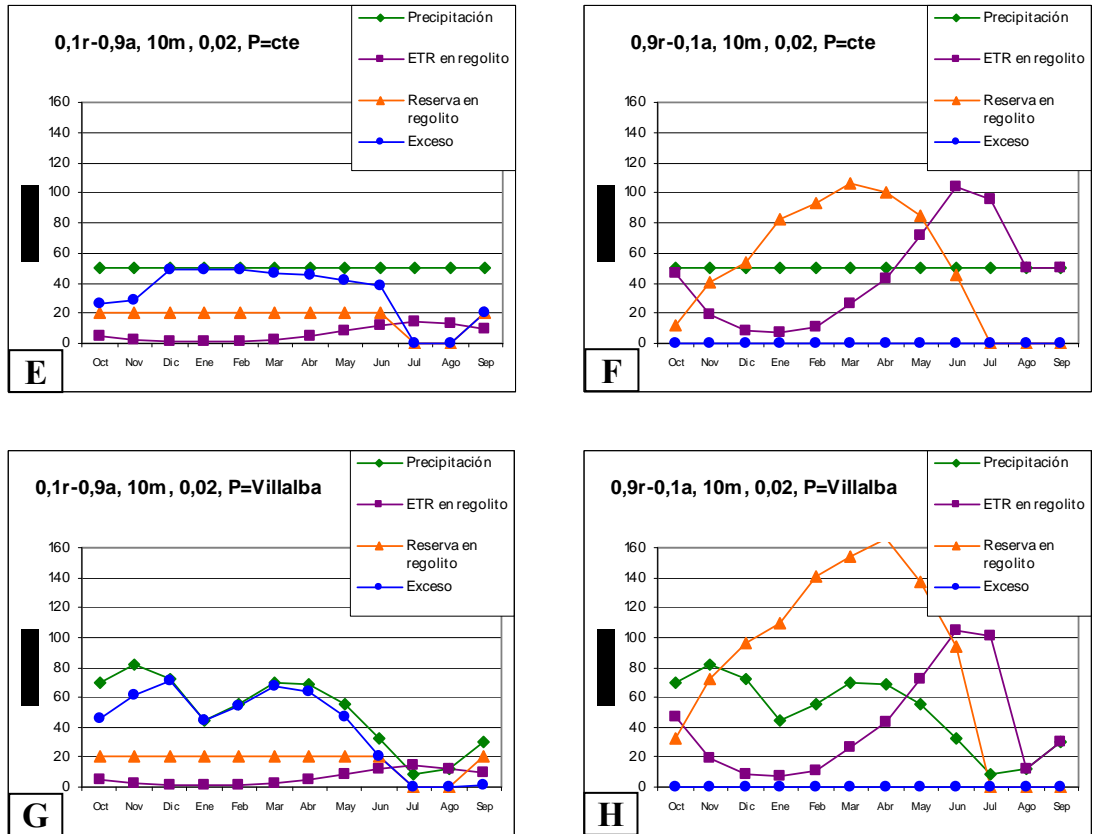 0,1r-0,9a, 10m, 0,02, P=cte
Precipitación
ETR en regolito
Reserva en
regolito
Exceso
160
140
120
100
80
60
40
20
0
Oct Nov Dic Ene Feb Mar Abr May Jun Jul Ago Sep
E
0,9r-0,1a, 10m, 0,02, P=cte
Precipitación
ETR en regolito
Reserva en
regolito
Exceso
160
140
120
100
80
60
40
20
0
Oct Nov Dic Ene Feb Mar Abr May Jun Jul Ago Sep
F
0,1r-0,9a, 10m, 0,02, P=Villalba
Precipitación
ETR en regolito
Reserva en
regolito
Exceso
160
140
120
100
80
60
40
20
0
Oct Nov Dic Ene Feb Mar Abr May Jun Jul Ago Sep
G
0,9r-0,1a, 10m, 0,02, P=Villalba
Precipitación
ETR en regolito
Reserva en
regolito
Exceso
160
140
120
100
80
60
40
20
0
Oct Nov Dic Ene Feb Mar Abr May Jun Jul Ago Sep
H